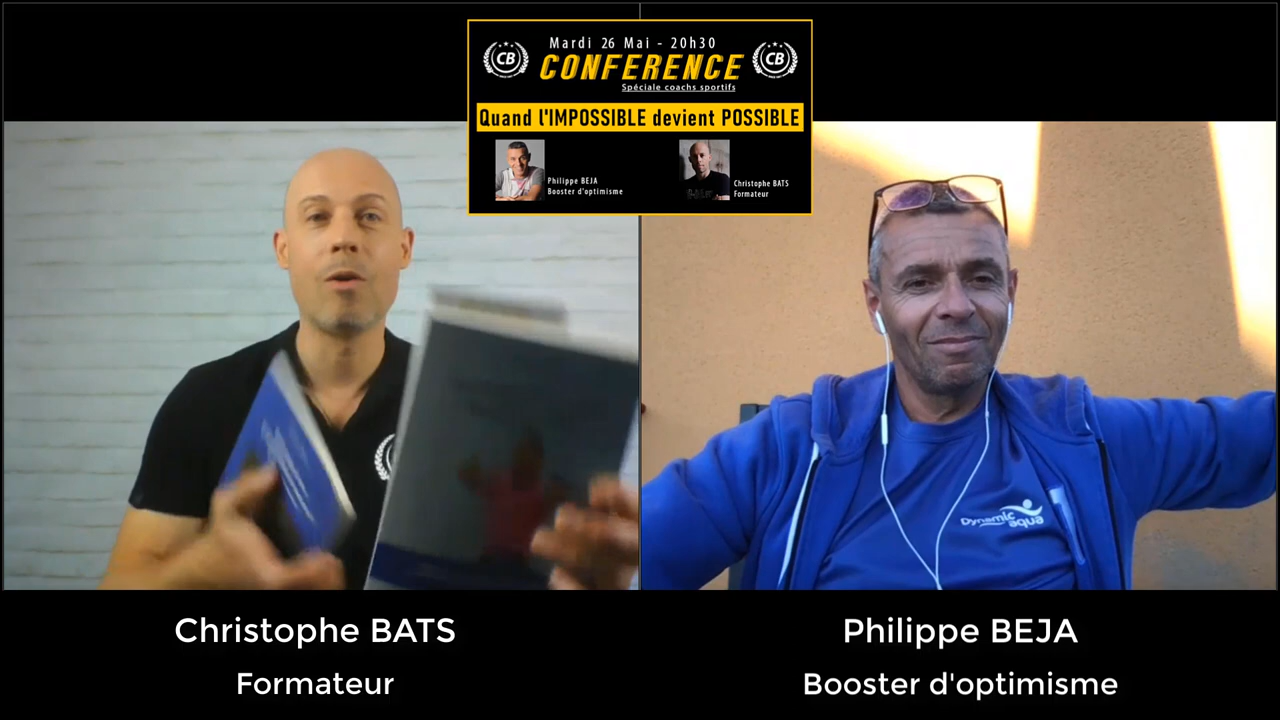 Mardi 26 Mai - 20h30
CB
CONFERENCE
CB
Spéciale coachs sportifs
Quand l'IMPOSSIBLE devient POSSIBLE
Philippe BEJA
Booster d'optimisme
Christophe BATS
Formateur
Dynamic
aqua
Christophe BATS
Formateur
Philippe BEJA
Booster d'optimisme